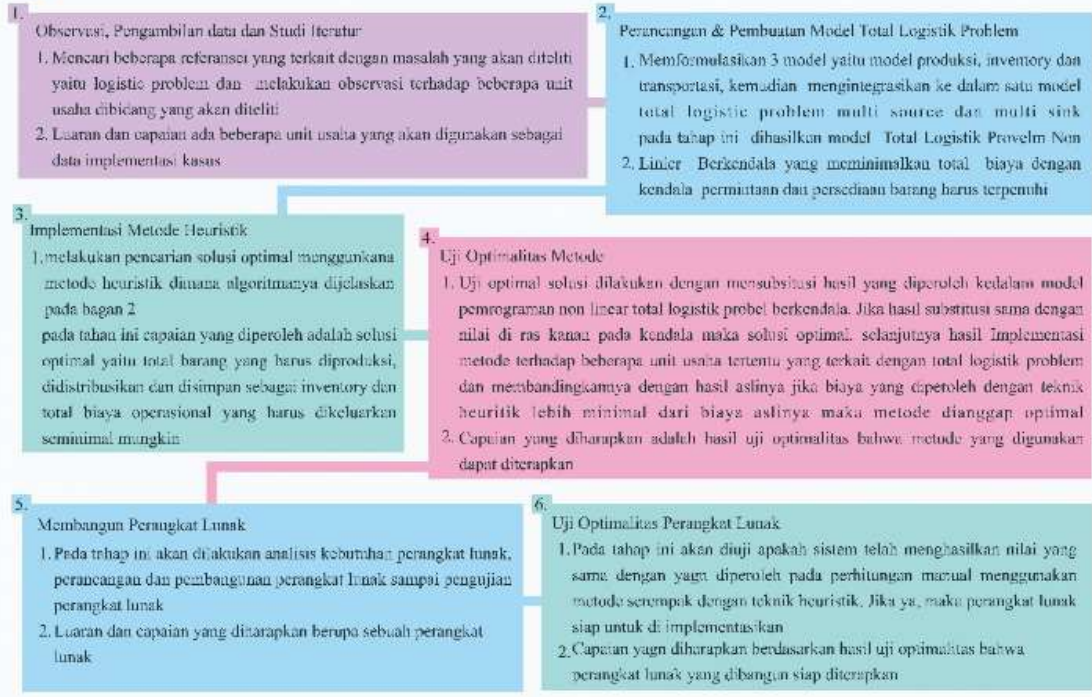 1.
Observasi, Pengambilan data dan Studi Iteratur
1. Mencari beberapa referansei yang terkait dengan masalah yang akan diteliti
yaitu logistic problem dan melakukan observasi terhadap beberapa unit
usaha dibidang yang akan diteliti
2. Luaran dan capaian ada beberapa unit usaha yang akan digunakan sebagai
data implementasi kasus
2.
Perancangan & Pembuatan Model Total Logistik Problem
1. Memformulasikan 3 model yaitu model produksi, inventory dan
transportasi, kemudian mengintegrasikan ke dalam satu model
total logistic problem multi source dan multi sink
pada tahap ini dihasilkan model Total Logistik Provelm Non
2. Linier Berkendala yang meminimalkan total biaya dengan
kendala permintaan dan persediaan barang harus terpenuhi
3.
Implementasi Metode Heuristik
1. melakukan pencarian solusi optimal menggunkana
metode heuristik dimana algoritmanya dijelaskan
pada bagan 2
pada tahan ini capaian yang diperoleh adalah solusi
optimal yaitu total barang yang harus diproduksi,
didistribusikan dan disimpan sebagai inventory dan
total biaya operasional yang harus dikeluarkan
seminimal mungkin
4.
Uji Optimalitas Metode
1. Uji optimal solusi dilakukan dengan mensubsitusi hasil yang diperoleh kedalam model
pemrograman non linear total logistik probel berkendala. Jika hasil substitusi sama dengan
nilai di ras kanan pada kendala maka solusi optimal. selanjutnya hasil Implementasi
metode terhadap beberapa unit usaha tertentu yang terkait dengan total logistik problem
dan membandingkannya dengan hasil aslinya jika biaya yang diperoleh dengan teknik
heuritik lebih minimal dari biaya aslinya maka metode dianggap optimal
2. Capaian yang diharapkan adalah hasil uji optimalitas bahwa metode yang digunakan
dapat diterapkan
5.
Membangun Perangkat Lunak
1. Pada tahap ini akan dilakukan analisis kebutuhan perangkat lunak,
perancangan dan pembangunan perangkat lunak sampai pengujian
perangkat lunak
2. Luaran dan capaian yang diharapkan berupa sebuah perangkat
lunak
6.
Uji Optimalitas Perangkat Lunak
1. Pada tahap ini akan diuji apakah sistem telah menghasilkan nilai yang
sama dengan yagn diperoleh pada perhitungan manual menggunakan
metode serempak dengan teknik heuristik. Jika ya, maka perangkat lunak
siap untuk di implementasikan
2. Capaian yagn diharapkan berdasarkan hasil uji optimalitas bahwa
perangkat lunak yang dibangun siap diterapkan